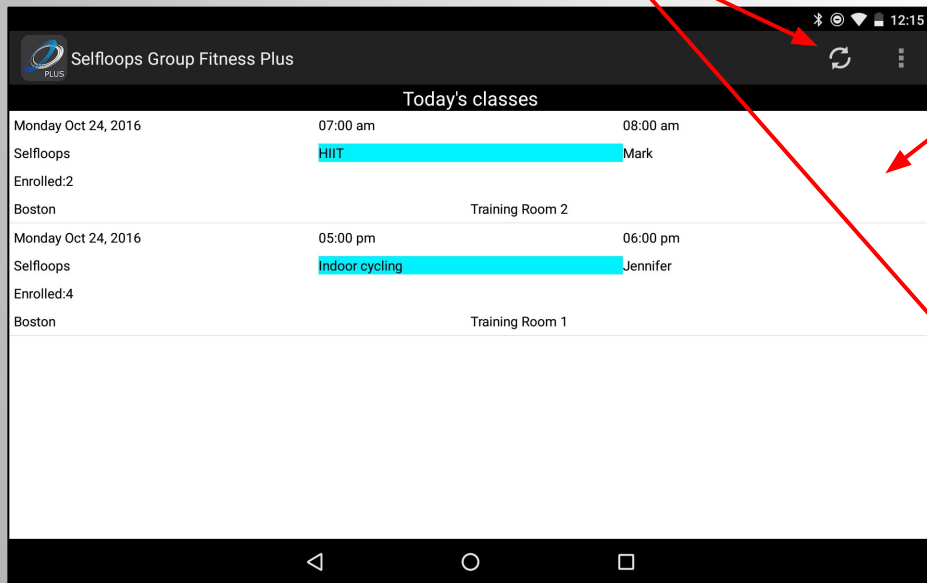 12:15
PLUS
Selfloops Group Fitness Plus
Today's classes
Monday Oct 24, 2016 07:00 am 08:00 am
Selfloops HIIT Mark
Enrolled:2
Boston Training Room 2
Monday Oct 24, 2016 05:00 pm 06:00 pm
Selfloops Indoor cycling Jennifer
Enrolled:4
Boston Training Room 1